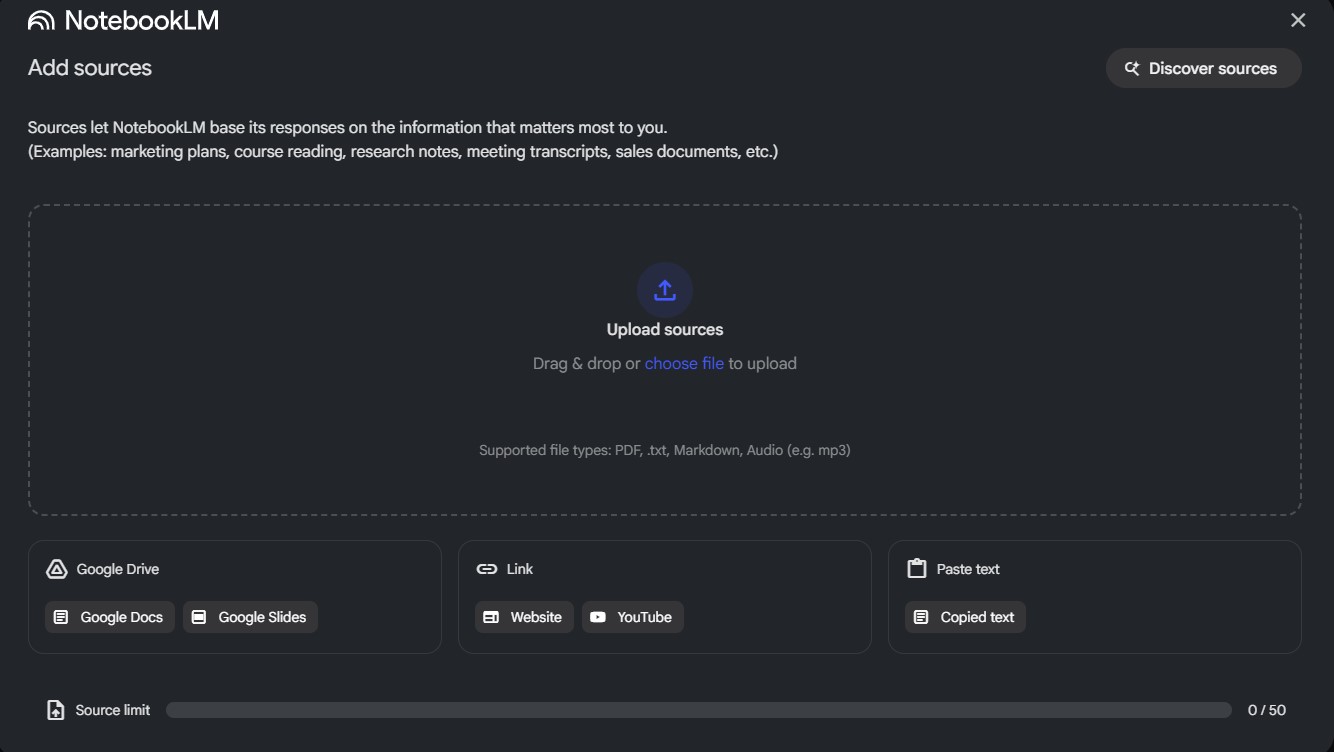 NotebookLM
Add sources
Discover sources
Sources let NotebookLM base its responses on the information that matters most to you.
(Examples: marketing plans, course reading, research notes, meeting transcripts, sales documents, etc.)
Upload sources
Drag & drop or choose file to upload
Supported file types: PDF, .txt, Markdown, Audio (e.g. mp3)
Google Drive
Google Docs Google Slides
Link
Website YouTube
Paste text
Copied text
Source limit 0 / 50